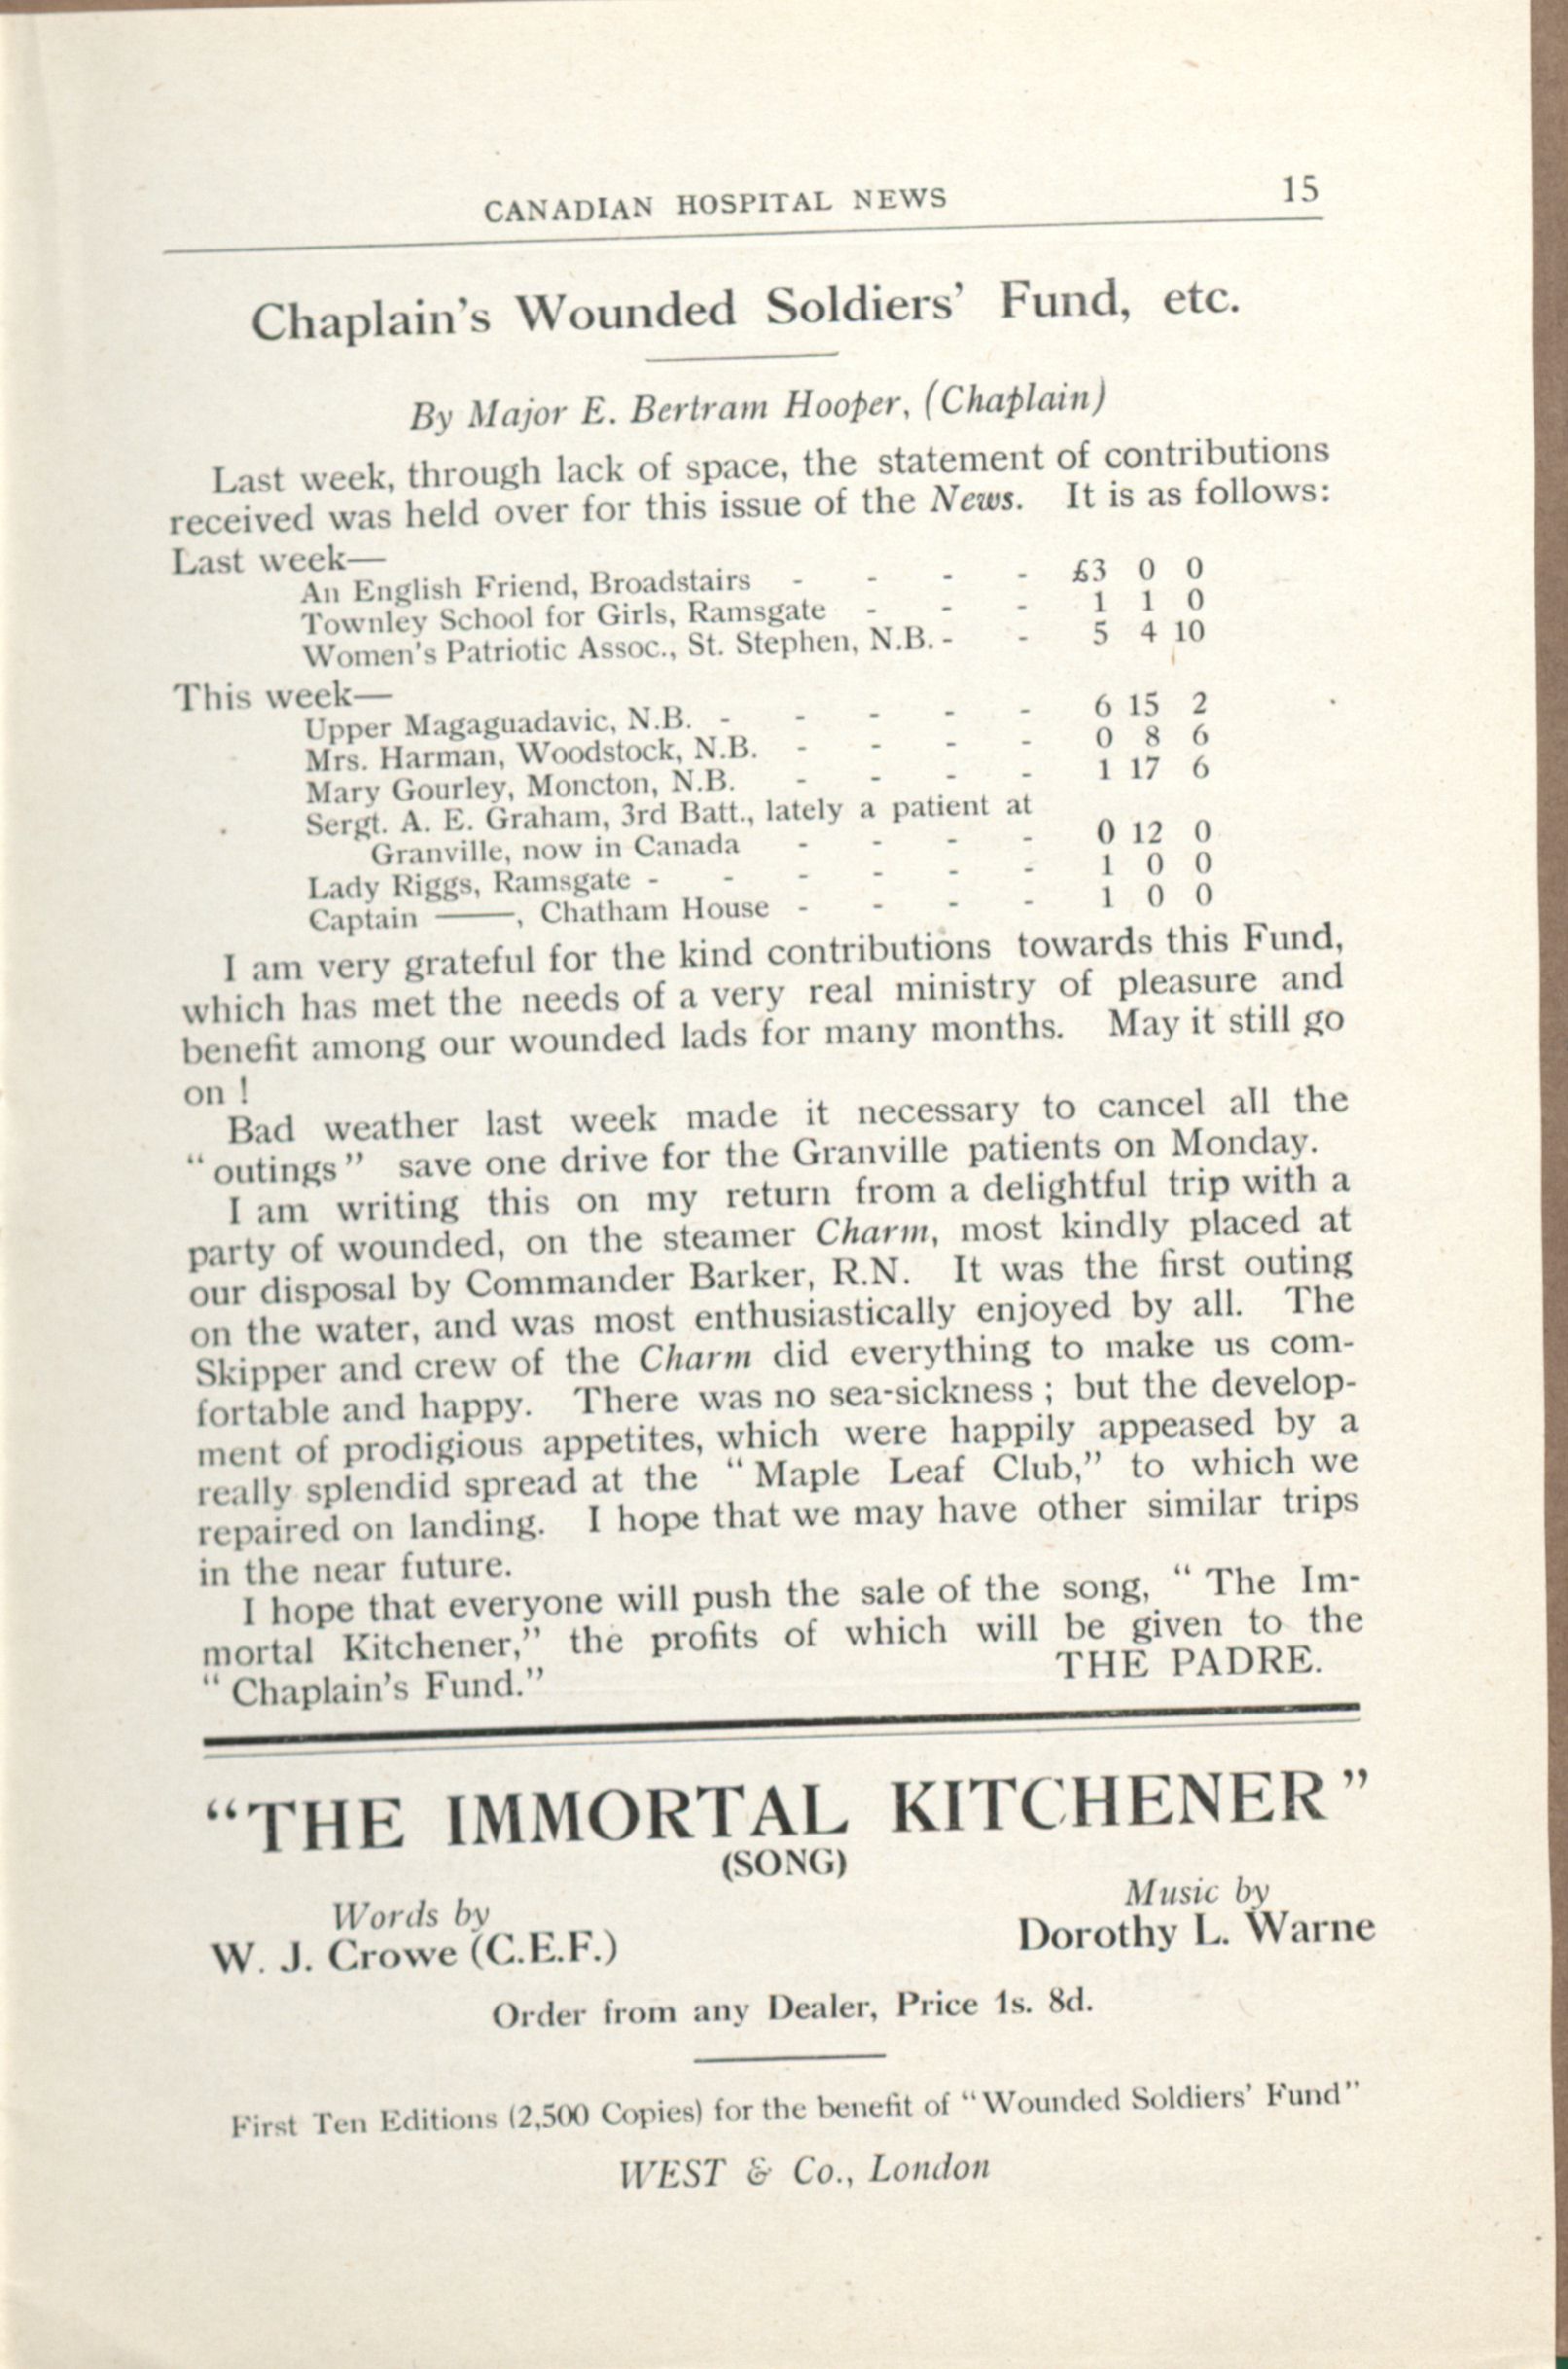 CANADIAN HOSPITAL NEWS 15
Chaplain's Wounded Soldiers' Fund, etc.
By Major E. Bertram Hooper, (Chaplain)
Last week, through lack of space, the statement of contributions
received was held over for this issue of the News. It is as follows:
Last week—
An English Friend, Broadstairs - - - - £3 0 0
Townley School for Girls, Ramsgate - - - 1 1 0
Women's Patriotic Assoc., St. Stephen, N.B. - - 5 4 10
This week—
Upper Magaguadavic, N.B. - - - - - 6 15 2
Mrs. Harman, Woodstock, N.B. - - - - 0 8 6
Mary Gourley, Moncton, N.B. - - - - 1 17 6
Sergt. A. E. Graham, 3rd Batt., lately a patient at
Granville, now in Canada - - - - 0 12 0
Lady Riggs, Ramsgate - - - - - - 1 0 0
Captain ——, Chatham House - - - - 1 0 0
I am very grateful for the kind contributions towards this Fund,
which has met the needs of a very real ministry of pleasure and
benefit among our wounded lads for many months. May it still go
on !
Bad weather last week made it necessary to cancel all the
“outings” save one drive for the Granville patients on Monday.
I am writing this on my return from a delightful trip with a
party of wounded, on the steamer Charm, most kindly placed at
our disposal by Commander Barker, R.N. It was the first outing
on the water, and was most enthusiastically enjoyed by all. The
Skipper and crew of the Charm did everything to make us com-
fortable and happy. There was no sea-sickness ; but the develop-
ment of prodigious appetites, which were happily appeased by a
really splendid spread at the “Maple Leaf Club,” to which we
repaired on landing. I hope that we may have other similar trips
in the near future.
I hope that everyone will push the sale of the song, “The Im-
mortal Kitchener,” the profits of which will be given to the
“Chaplain's Fund.” THE PADRE.
“THE IMMORTAL KITCHENER”
(SONG)
Words by Music by
W. J. Crowe (C.E.F.) Dorothy L. Warne
Order from any Dealer, Price 1s. 8d.
First Ten Editions (2,500 Copies) for the benefit of “Wounded Soldiers' Fund”
WEST & Co., London